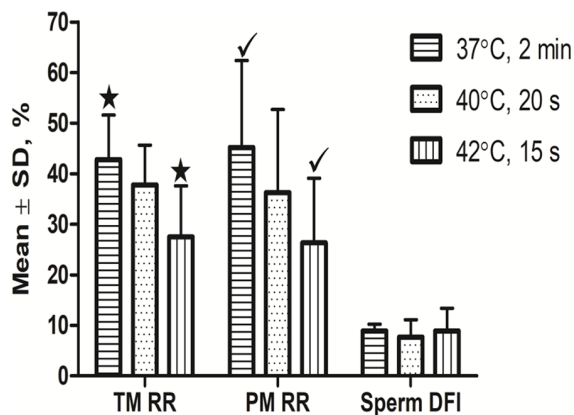 70
60
50
40
30
20
10
0
Mean ± SD, %
37°C, 2 min
40°C, 20 s
42°C, 15 s
TM RR
PM RR
Sperm DFI